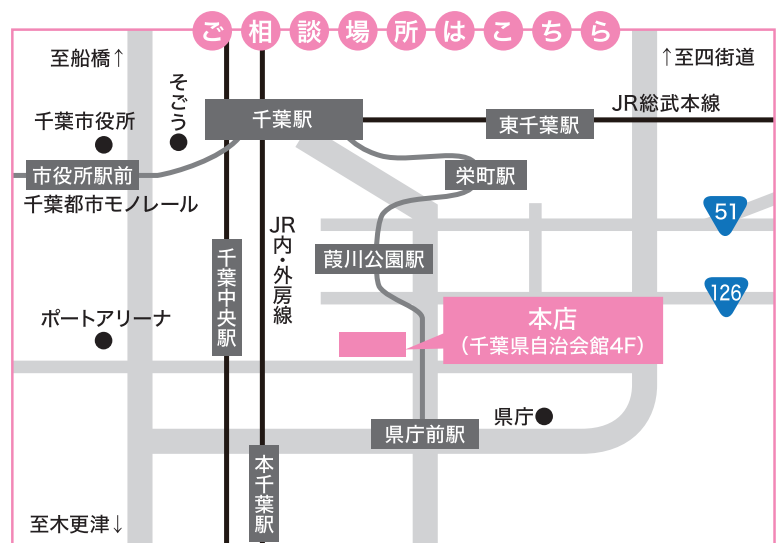 ご相談場所はこちら
至船橋↑
↑至四街道
そごう
千葉市役所
千葉駅
JR総武本線
東千葉駅
市役所駅前
栄町駅
千葉都市モノレール
51
JR内・外房線
千葉中央駅
葭川公園駅
126
ポートアリーナ
本店
(千葉県自治会館4F)
県庁
県庁前駅
本千葉駅
至木更津↓